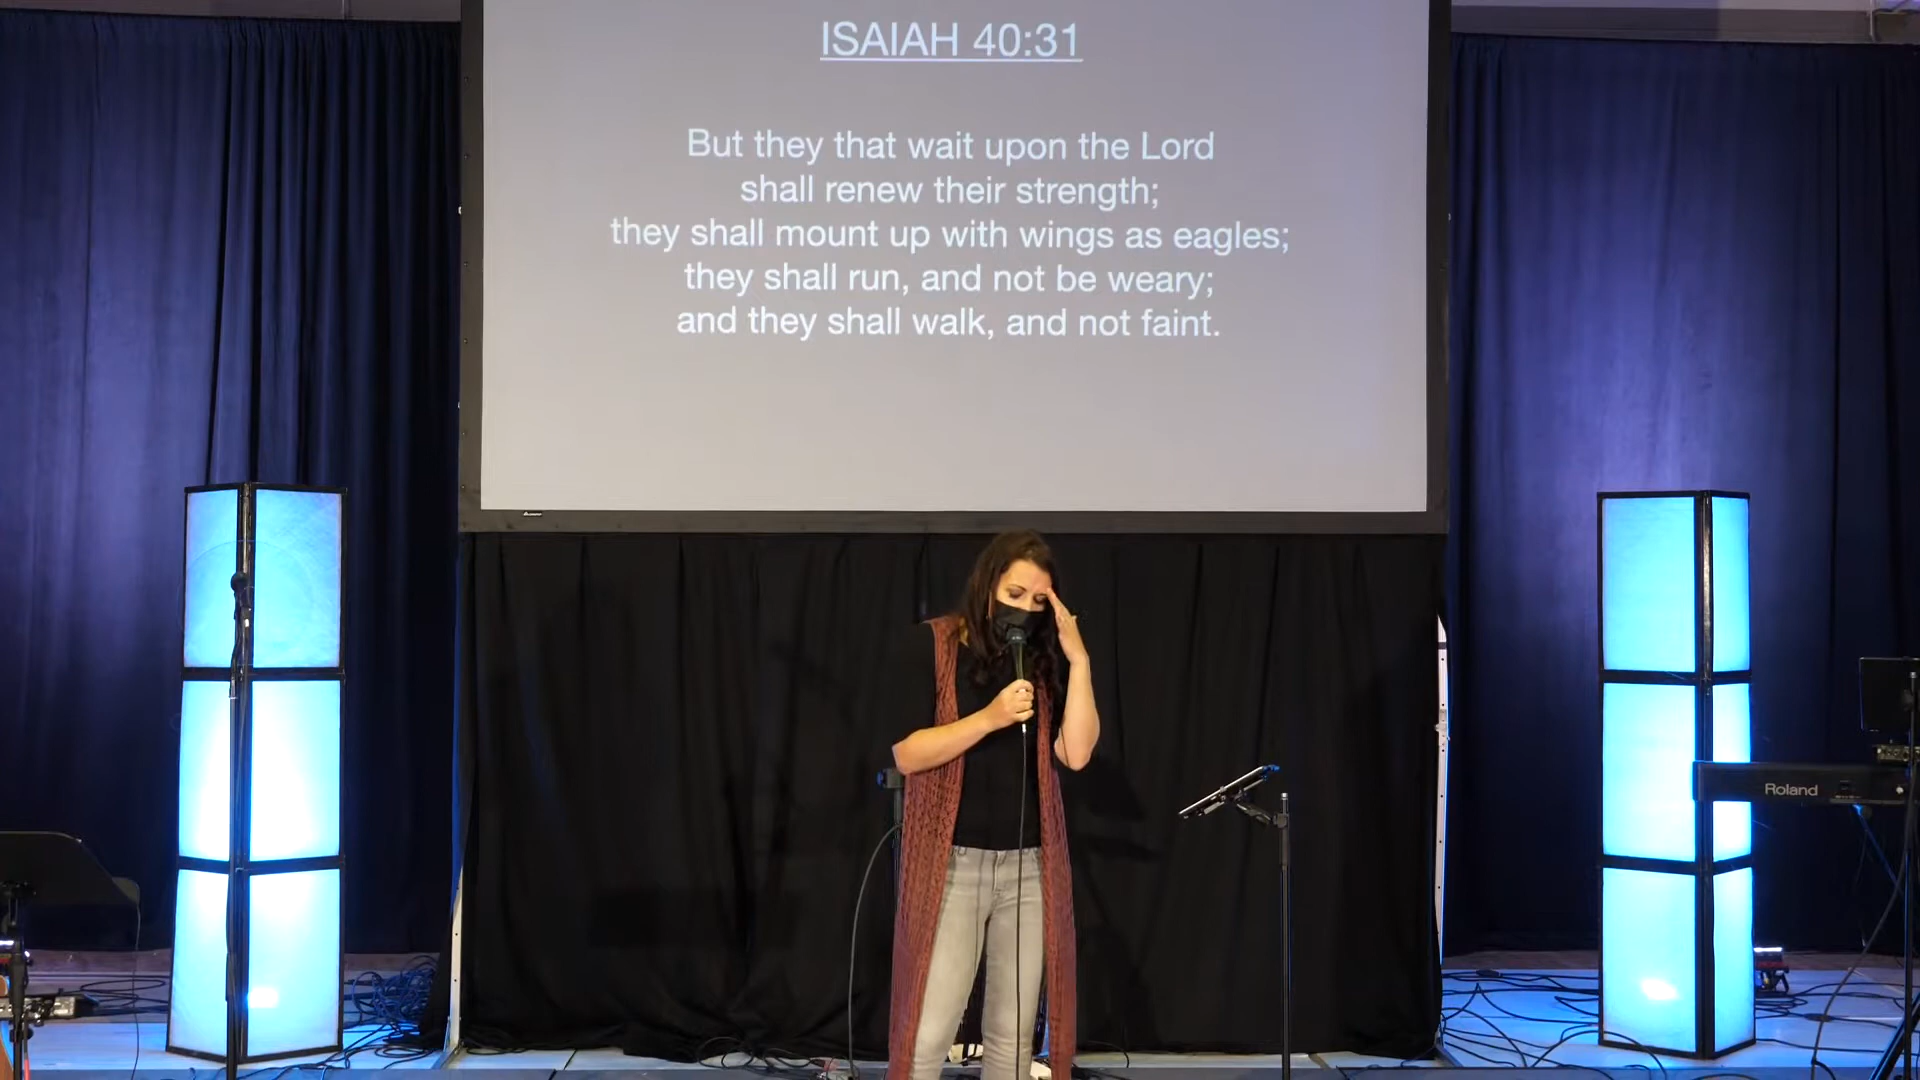 ISAIAH 40:31
But they that wait upon the Lord
shall renew their strength;
they shall mount up with wings as eagles;
they shall run, and not be weary;
and they shall walk, and not faint.
Roland